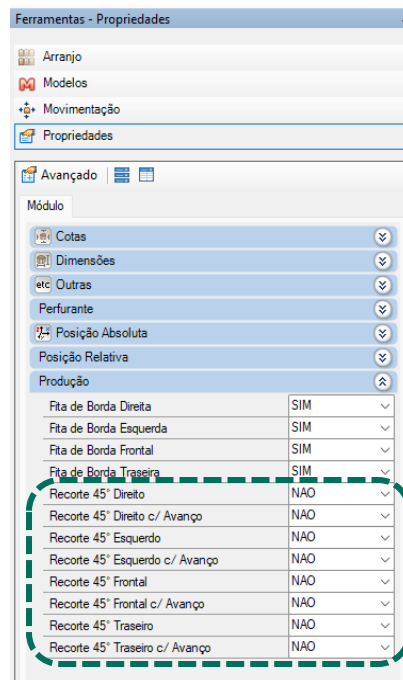 Ferramentas - Propriedades
Arranjo
Modelos
Movimentação
Propriedades
Avançado
Módulo
Cotas
Dimensões
etc Outras
Perfurante
Posição Absoluta
Posição Relativa
Produção
Fita de Borda Direita SIM
Fita de Borda Esquerda SIM
Fita de Borda Frontal SIM
Fita de Borda Traseira SIM
Recorte 45° Direito NAO
Recorte 45° Direito c/ Avanço NAO
Recorte 45° Esquerdo NAO
Recorte 45° Esquerdo c/ Avanço NAO
Recorte 45° Frontal NAO
Recorte 45° Frontal c/ Avanço NAO
Recorte 45° Traseiro NAO
Recorte 45° Traseiro c/ Avanço NAO